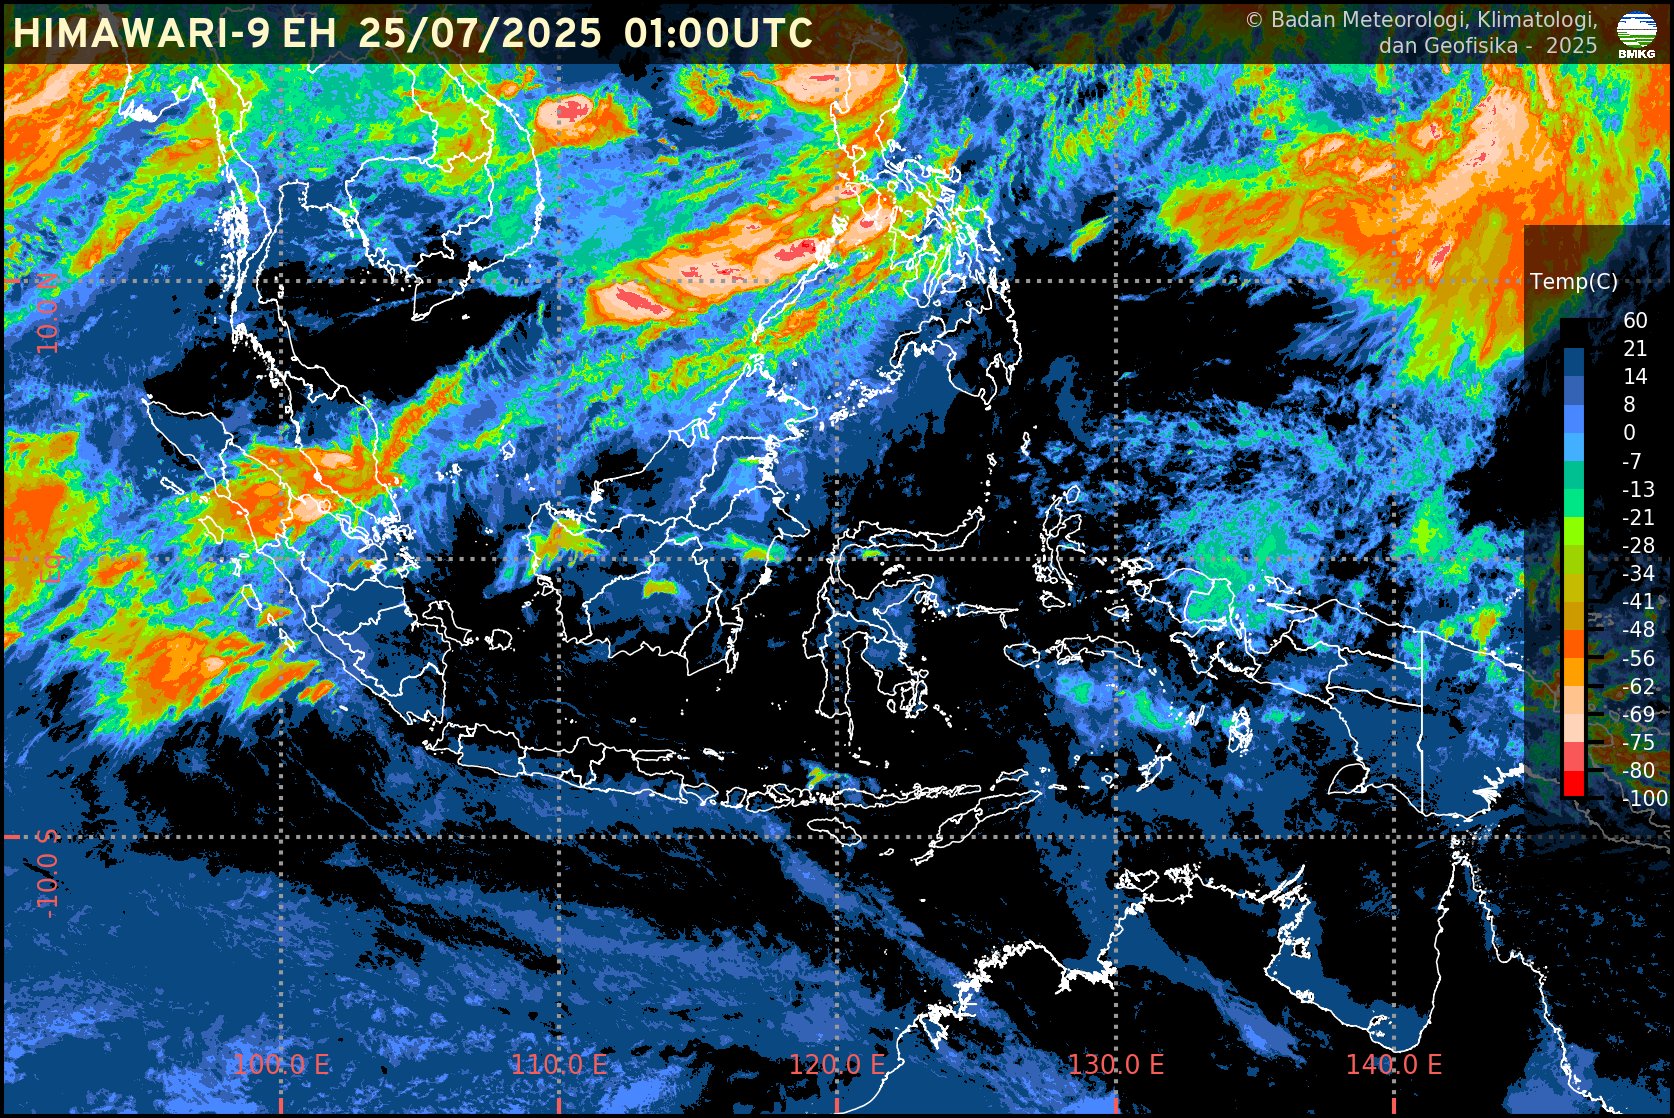 HIMAWARI-9 EH 25/07/2025 01:00UTC
© Badan Meteorologi, Klimatologi,
dan Geofisika - 2025
BMKG
Temp(C)
60
21
14
8
0
-7
-13
-21
-28
-34
-41
-48
-56
-62
-69
-75
-80
-100
10.0 N
EQ
-10.0 S
100.0 E
110.0 E
120.0 E
130.0 E
140.0 E